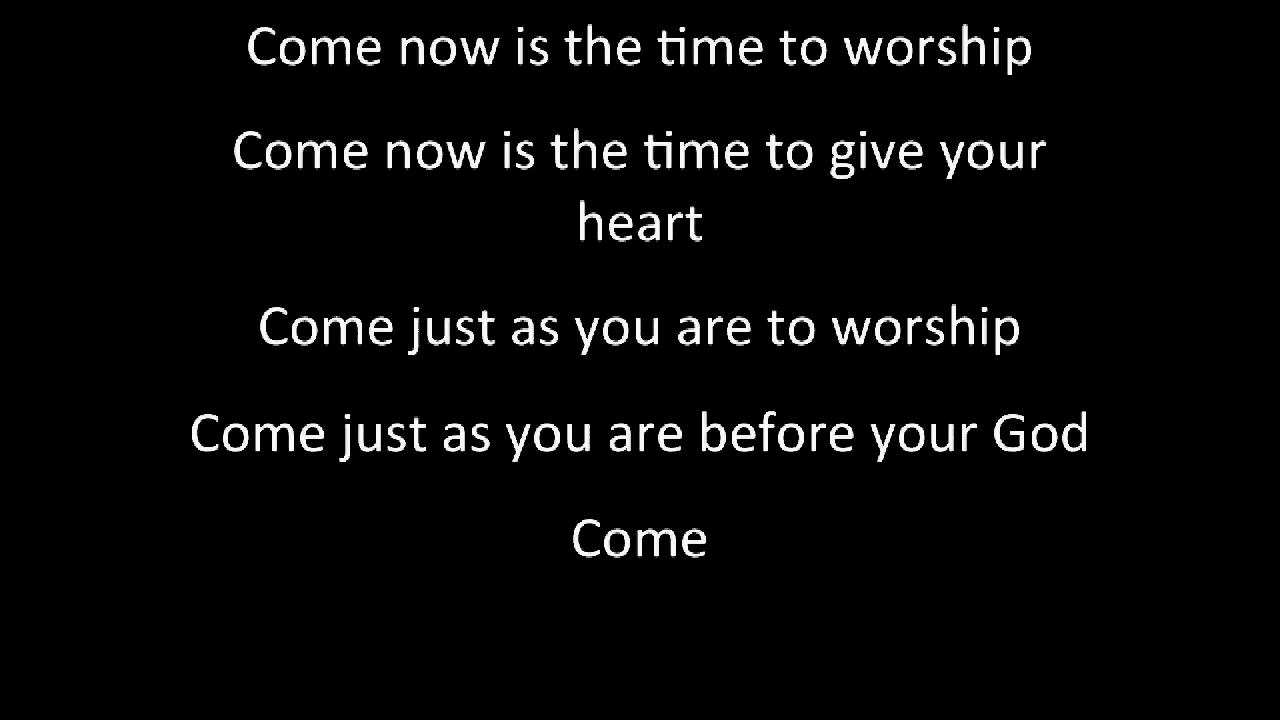 Come now is the time to worship
Come now is the time to give your
heart
Come just as you are to worship
Come just as you are before your God
Come